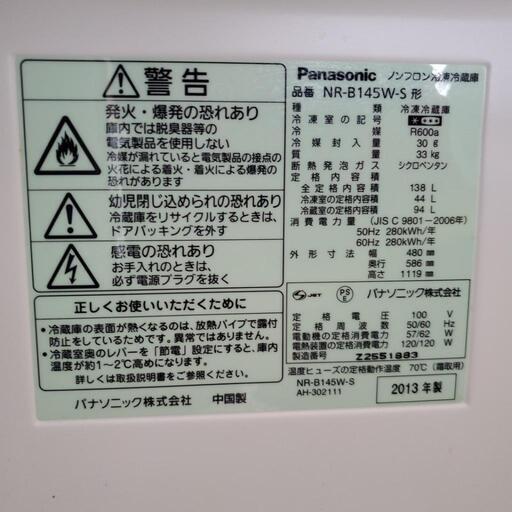 警告
発火・爆発の恐れあり
庫内では脱臭器等の
電気製品を使用しない
冷媒が漏れていると電気製品の接点の
火花による着火・着火による爆発の
恐れがあります
幼児閉じ込められの恐れあり
冷蔵庫をリサイクルするときは、
ドアパッキングを外す
感電の恐れあり
お手入れのときは、
必ず電源プラグを抜く
正しくお使いいただくために
・冷蔵庫の表面が熱くなるのは、放熱パイプで露付
防止をしているためです。異常ではありません。
・冷蔵室奥のレバーを「節電」設定にすると、庫内
温度が約1~2℃高めになります。
詳しくは取扱説明書をご参照ください。
パナソニック株式会社 中国製
Panasonic ノンフロン冷凍冷蔵庫
品番 NR-B145W-S 形
種類 冷凍冷蔵庫
冷凍室の記号
冷媒 R600a
冷媒封入量 30 g
質量 33 kg
断熱発泡ガス シクロペンタン
定格内容積
全定格内容積 138 L
冷凍室の定格内容積 44 L
冷蔵室の定格内容積 94 L
消費電力量 (JIS C 9801-2006年)
50Hz 280kWh/年
60Hz 280kWh/年
外形寸法 幅 480 mm
奥行 586 mm
高さ 1119 mm
JET PSE パナソニック株式会社
定格電圧 100 V
定格周波数 50/60 Hz
電動機の定格消費電力 57/62 W
電熱装置の定格消費電力 120/120 W
製造番号 Z2551883
温度ヒューズの定格動作温度 70℃ (霜取用)
NR-B145W-S
AH-302111
2013年製